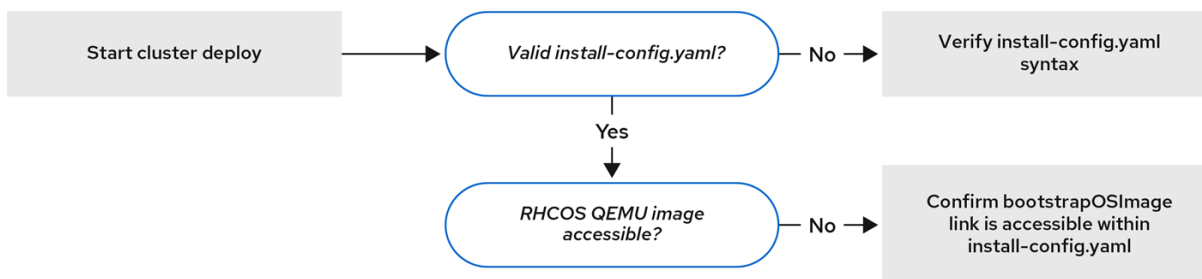 Start cluster deploy
Valid install-config.yaml?
No
Verify install-config.yaml
syntax
Yes
RHCOS QEMU image
accessible?
No
Confirm bootstrapOSImage
link is accessible within
install-config.yaml